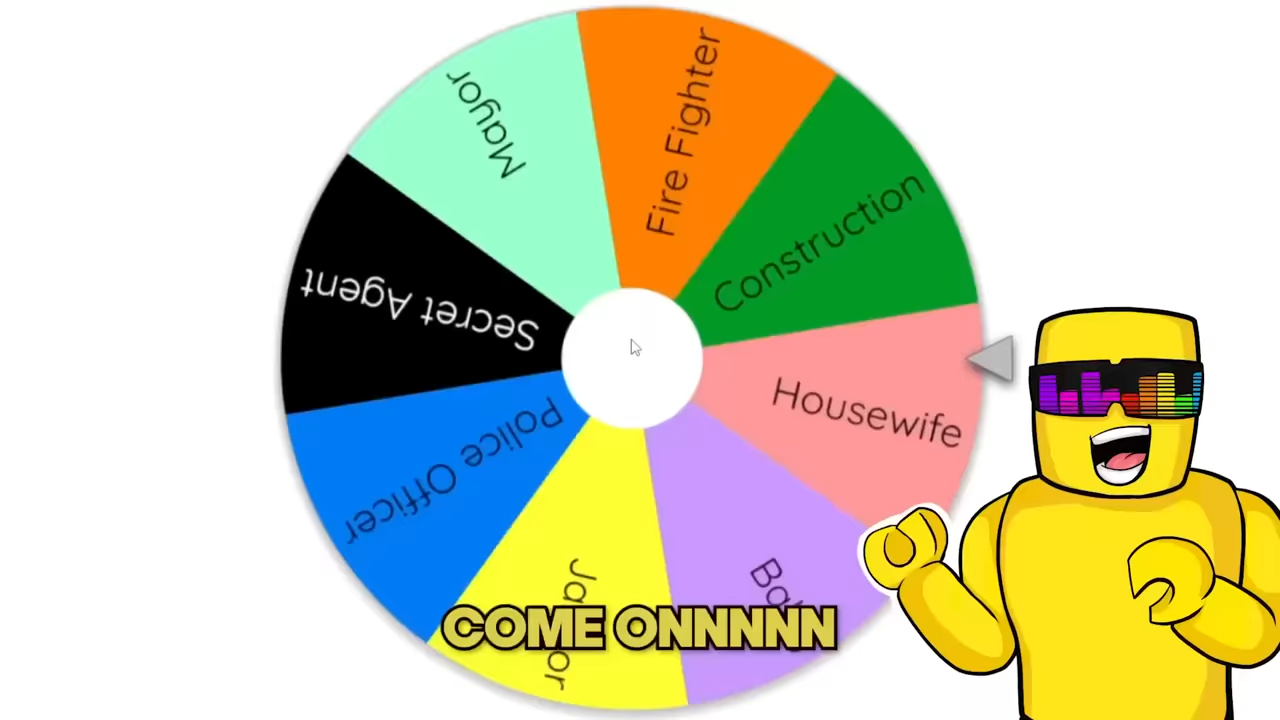 Fire Fighter
Construction
Housewife
Police Officer
Secret Agent
Mayor
COME ONNNNN